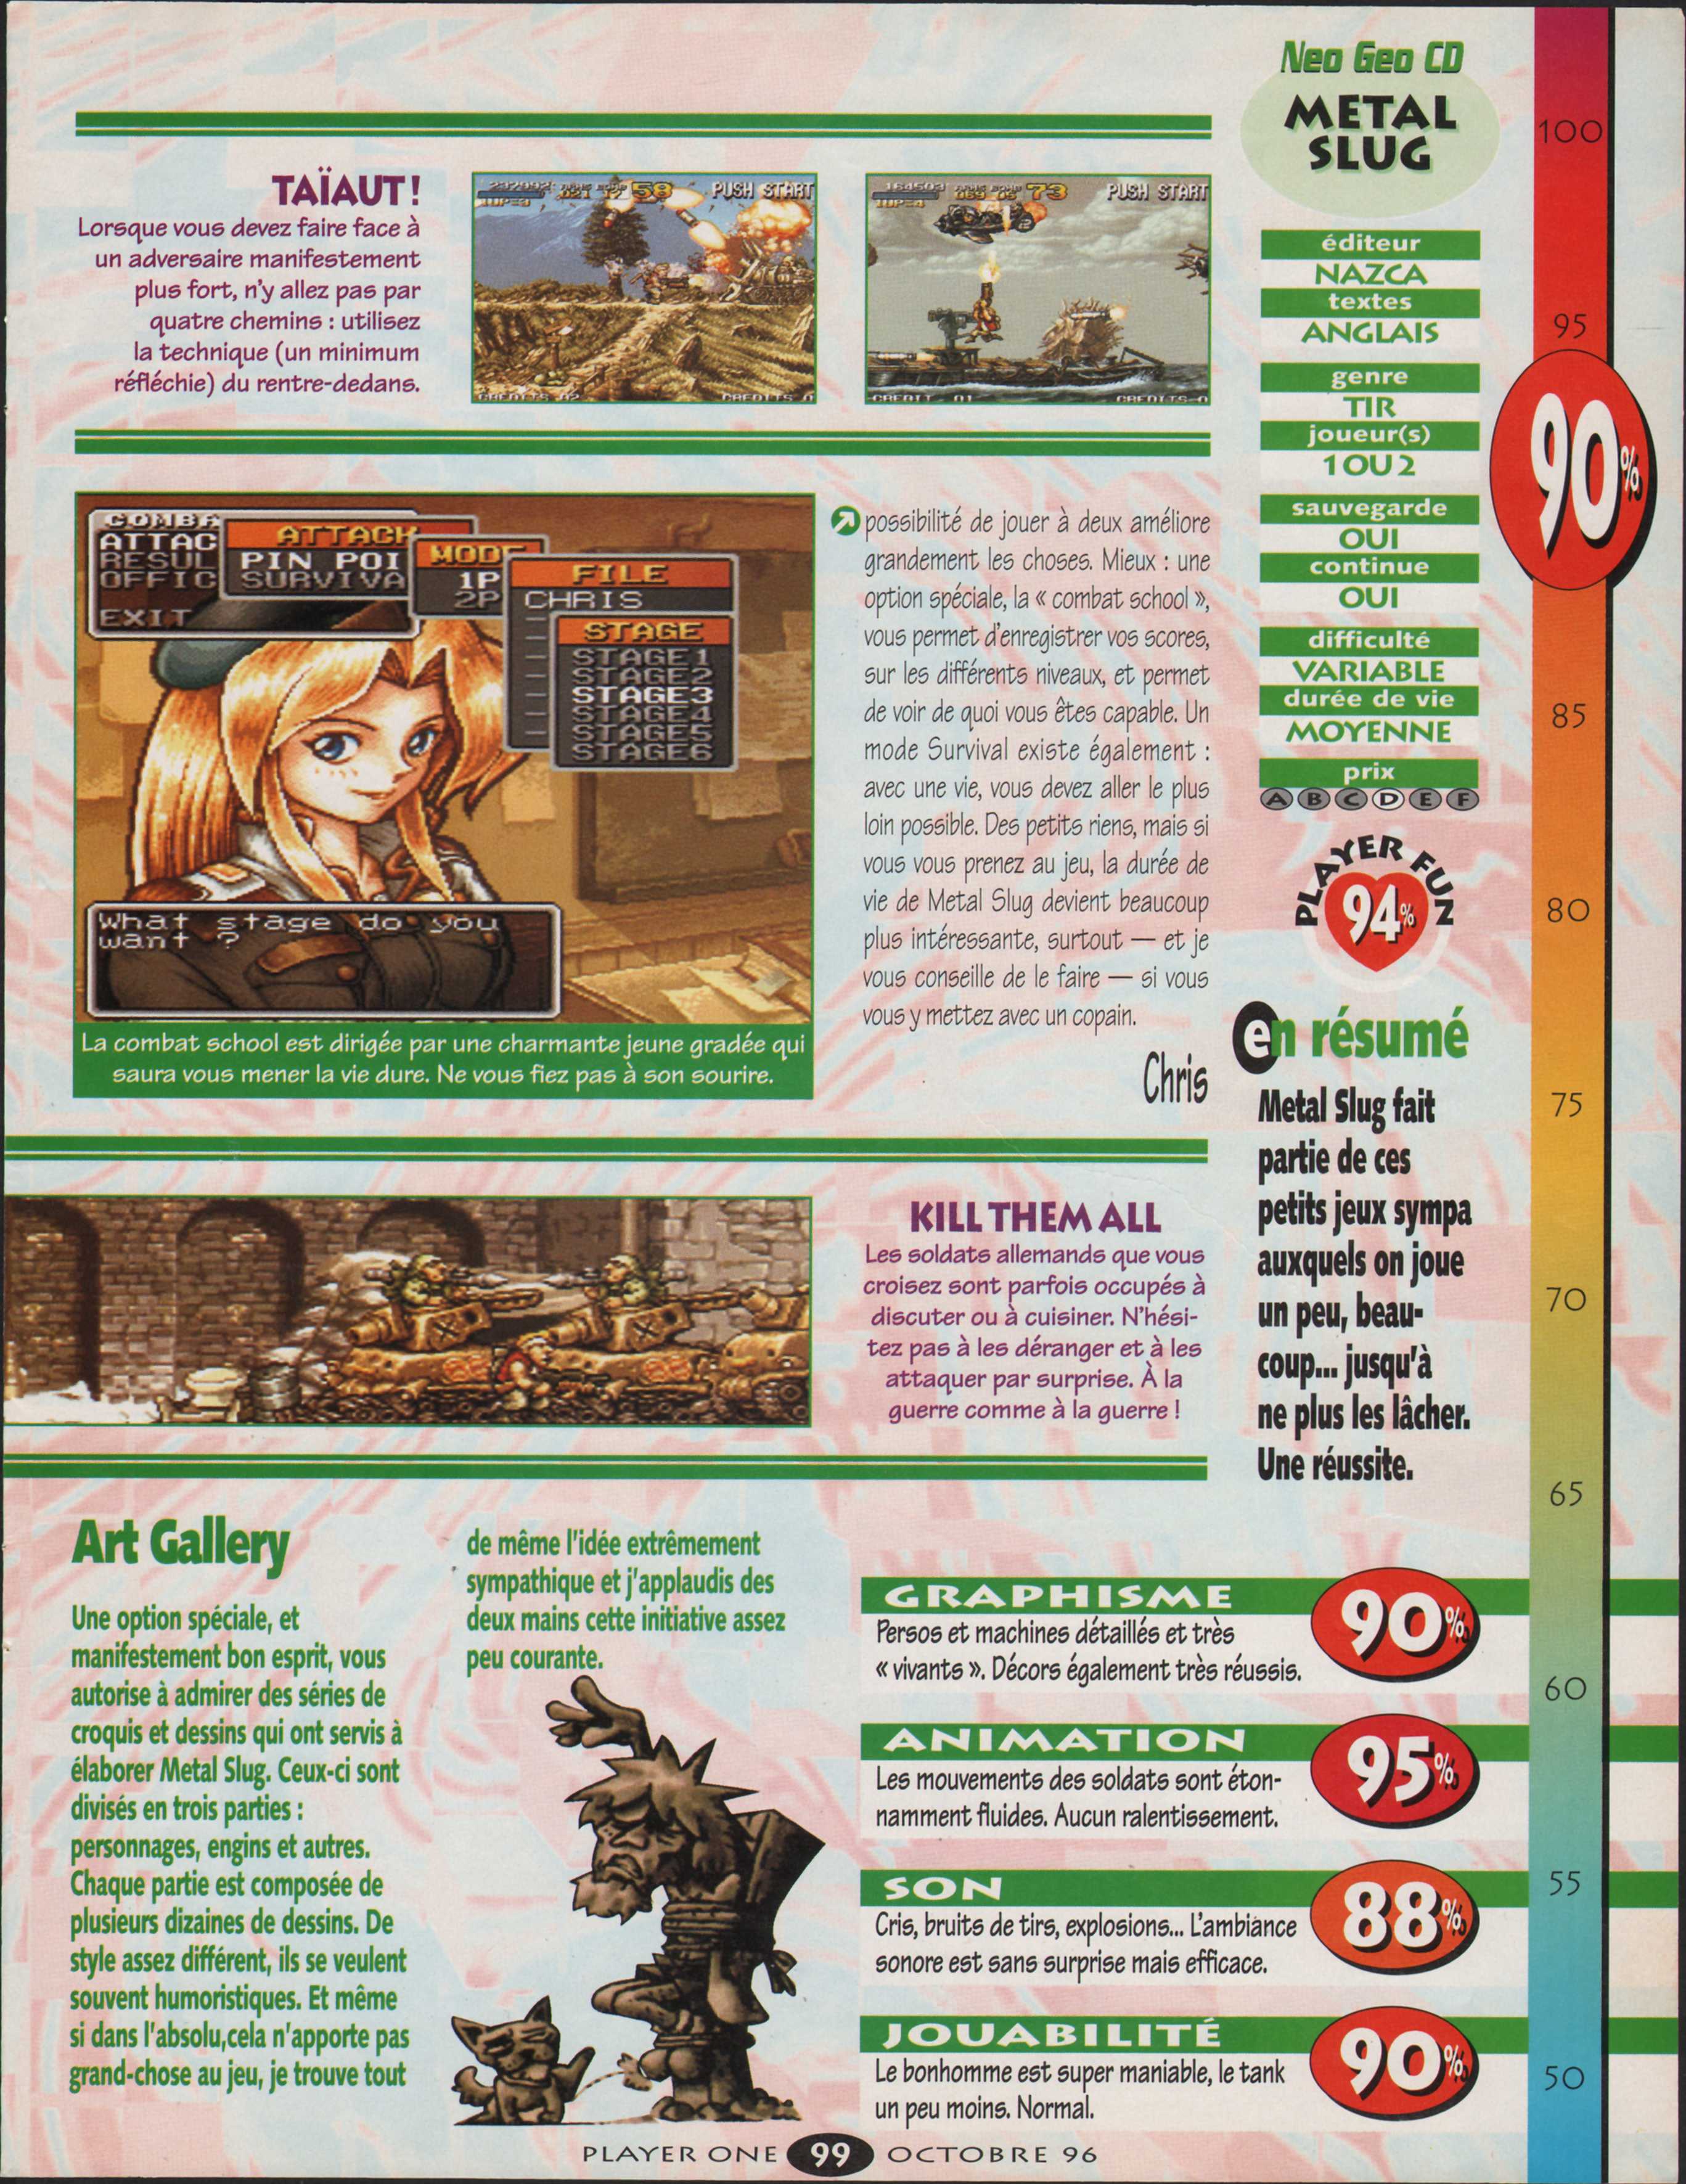 Neo Geo CD
METAL
SLUG
TAÏAUT !
Lorsque vous devez faire face à
un adversaire manifestement
plus fort, n'y allez pas par
quatre chemins : utilisez
la technique (un minimum
réfléchie) du rentre-dedans.
58
PUSH START
1UP=3
CREDITS 02
CREDITS 0
164503
73
PUSH START
1UP=4
CREDIT 01
CREDITS-0
éditeur
NAZCA
textes
ANGLAIS
genre
TIR
joueur(s)
1 OU 2
sauvegarde
OUI
continue
OUI
difficulté
VARIABLE
durée de vie
MOYENNE
prix
A B C D E F
PLAYER FUN
94%
en résumé
Metal Slug fait
partie de ces
petits jeux sympa
auxquels on joue
un peu, beau-
coup... jusqu'à
ne plus les lâcher.
Une réussite.
100
95
90%
85
80
75
70
65
60
55
50
COMBA
ATTAC
RESUL
OFFIC
EXIT
ATTACK
PIN POI
SURVIVA
MODE
1P
2P
FILE
CHRIS
STAGE
STAGE1
STAGE2
STAGE3
STAGE4
STAGE5
STAGE6
What stage do you
want ?
La combat school est dirigée par une charmante jeune gradée qui
saura vous mener la vie dure. Ne vous fiez pas à son sourire.
possibilité de jouer à deux améliore
grandement les choses. Mieux : une
option spéciale, la « combat school »,
vous permet d'enregistrer vos scores,
sur les différents niveaux, et permet
de voir de quoi vous êtes capable. Un
mode Survival existe également :
avec une vie, vous devez aller le plus
loin possible. Des petits riens, mais si
vous vous prenez au jeu, la durée de
vie de Metal Slug devient beaucoup
plus intéressante, surtout — et je
vous conseille de le faire — si vous
vous y mettez avec un copain.
Chris
KILL THEM ALL
Les soldats allemands que vous
croisez sont parfois occupés à
discuter ou à cuisiner. N'hési-
tez pas à les déranger et à les
attaquer par surprise. À la
guerre comme à la guerre !
Art Gallery
Une option spéciale, et
manifestement bon esprit, vous
autorise à admirer des séries de
croquis et dessins qui ont servis à
élaborer Metal Slug. Ceux-ci sont
divisés en trois parties :
personnages, engins et autres.
Chaque partie est composée de
plusieurs dizaines de dessins. De
style assez différent, ils se veulent
souvent humoristiques. Et même
si dans l'absolu,cela n'apporte pas
grand-chose au jeu, je trouve tout
de même l'idée extrêmement
sympathique et j'applaudis des
deux mains cette initiative assez
peu courante.
GRAPHISME
90%
Persos et machines détaillés et très
« vivants ». Décors également très réussis.
ANIMATION
95%
Les mouvements des soldats sont éton-
namment fluides. Aucun ralentissement.
SON
88%
Cris, bruits de tirs, explosions... L'ambiance
sonore est sans surprise mais efficace.
JOUABILITÉ
90%
Le bonhomme est super maniable, le tank
un peu moins. Normal.
PLAYER ONE 99 OCTOBRE 96